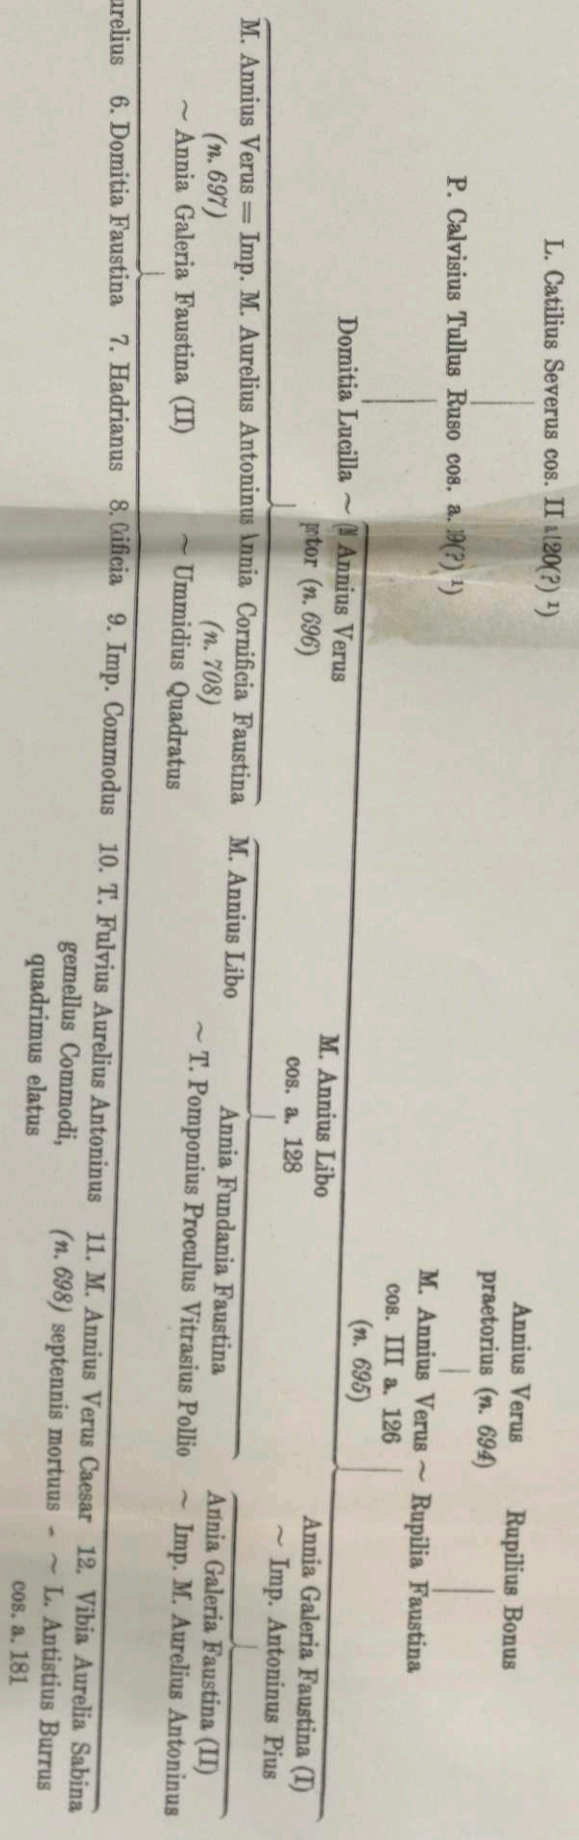 L. Catilius Severus cos. II 120(?) ¹)
Annius Verus
praetorius (n. 694)
Rupilius Bonus
P. Calvisius Tullus Ruso cos. a. 9(?) ¹)
M. Annius Verus ~ Rupilia Faustina
cos. III a. 126
(n. 695)
Domitia Lucilla ~ Annius Verus
(n. 696)
M. Annius Libo
cos. a. 128
Annia Galeria Faustina (I)
~ Imp. Antoninus Pius
M. Annius Verus = Imp. M. Aurelius Antoninus
(n. 697)
~ Annia Galeria Faustina (II)
Annia Cornificia Faustina
(n. 708)
~ Ummidius Quadratus
M. Annius Libo
Annia Fundania Faustina
~ T. Pomponius Proculus Vitrasius Pollio
Annia Galeria Faustina (II)
~ Imp. M. Aurelius Antoninus
urelius 6. Domitia Faustina 7. Hadrianus 8. ificia 9. Imp. Commodus 10. T. Fulvius Aurelius Antoninus
gemellus Commodi,
quadrimus elatus
11. M. Annius Verus Caesar
(n. 698) septennis mortuus
12. Vibia Aurelia Sabina
~ L. Antistius Burrus
cos. a. 181